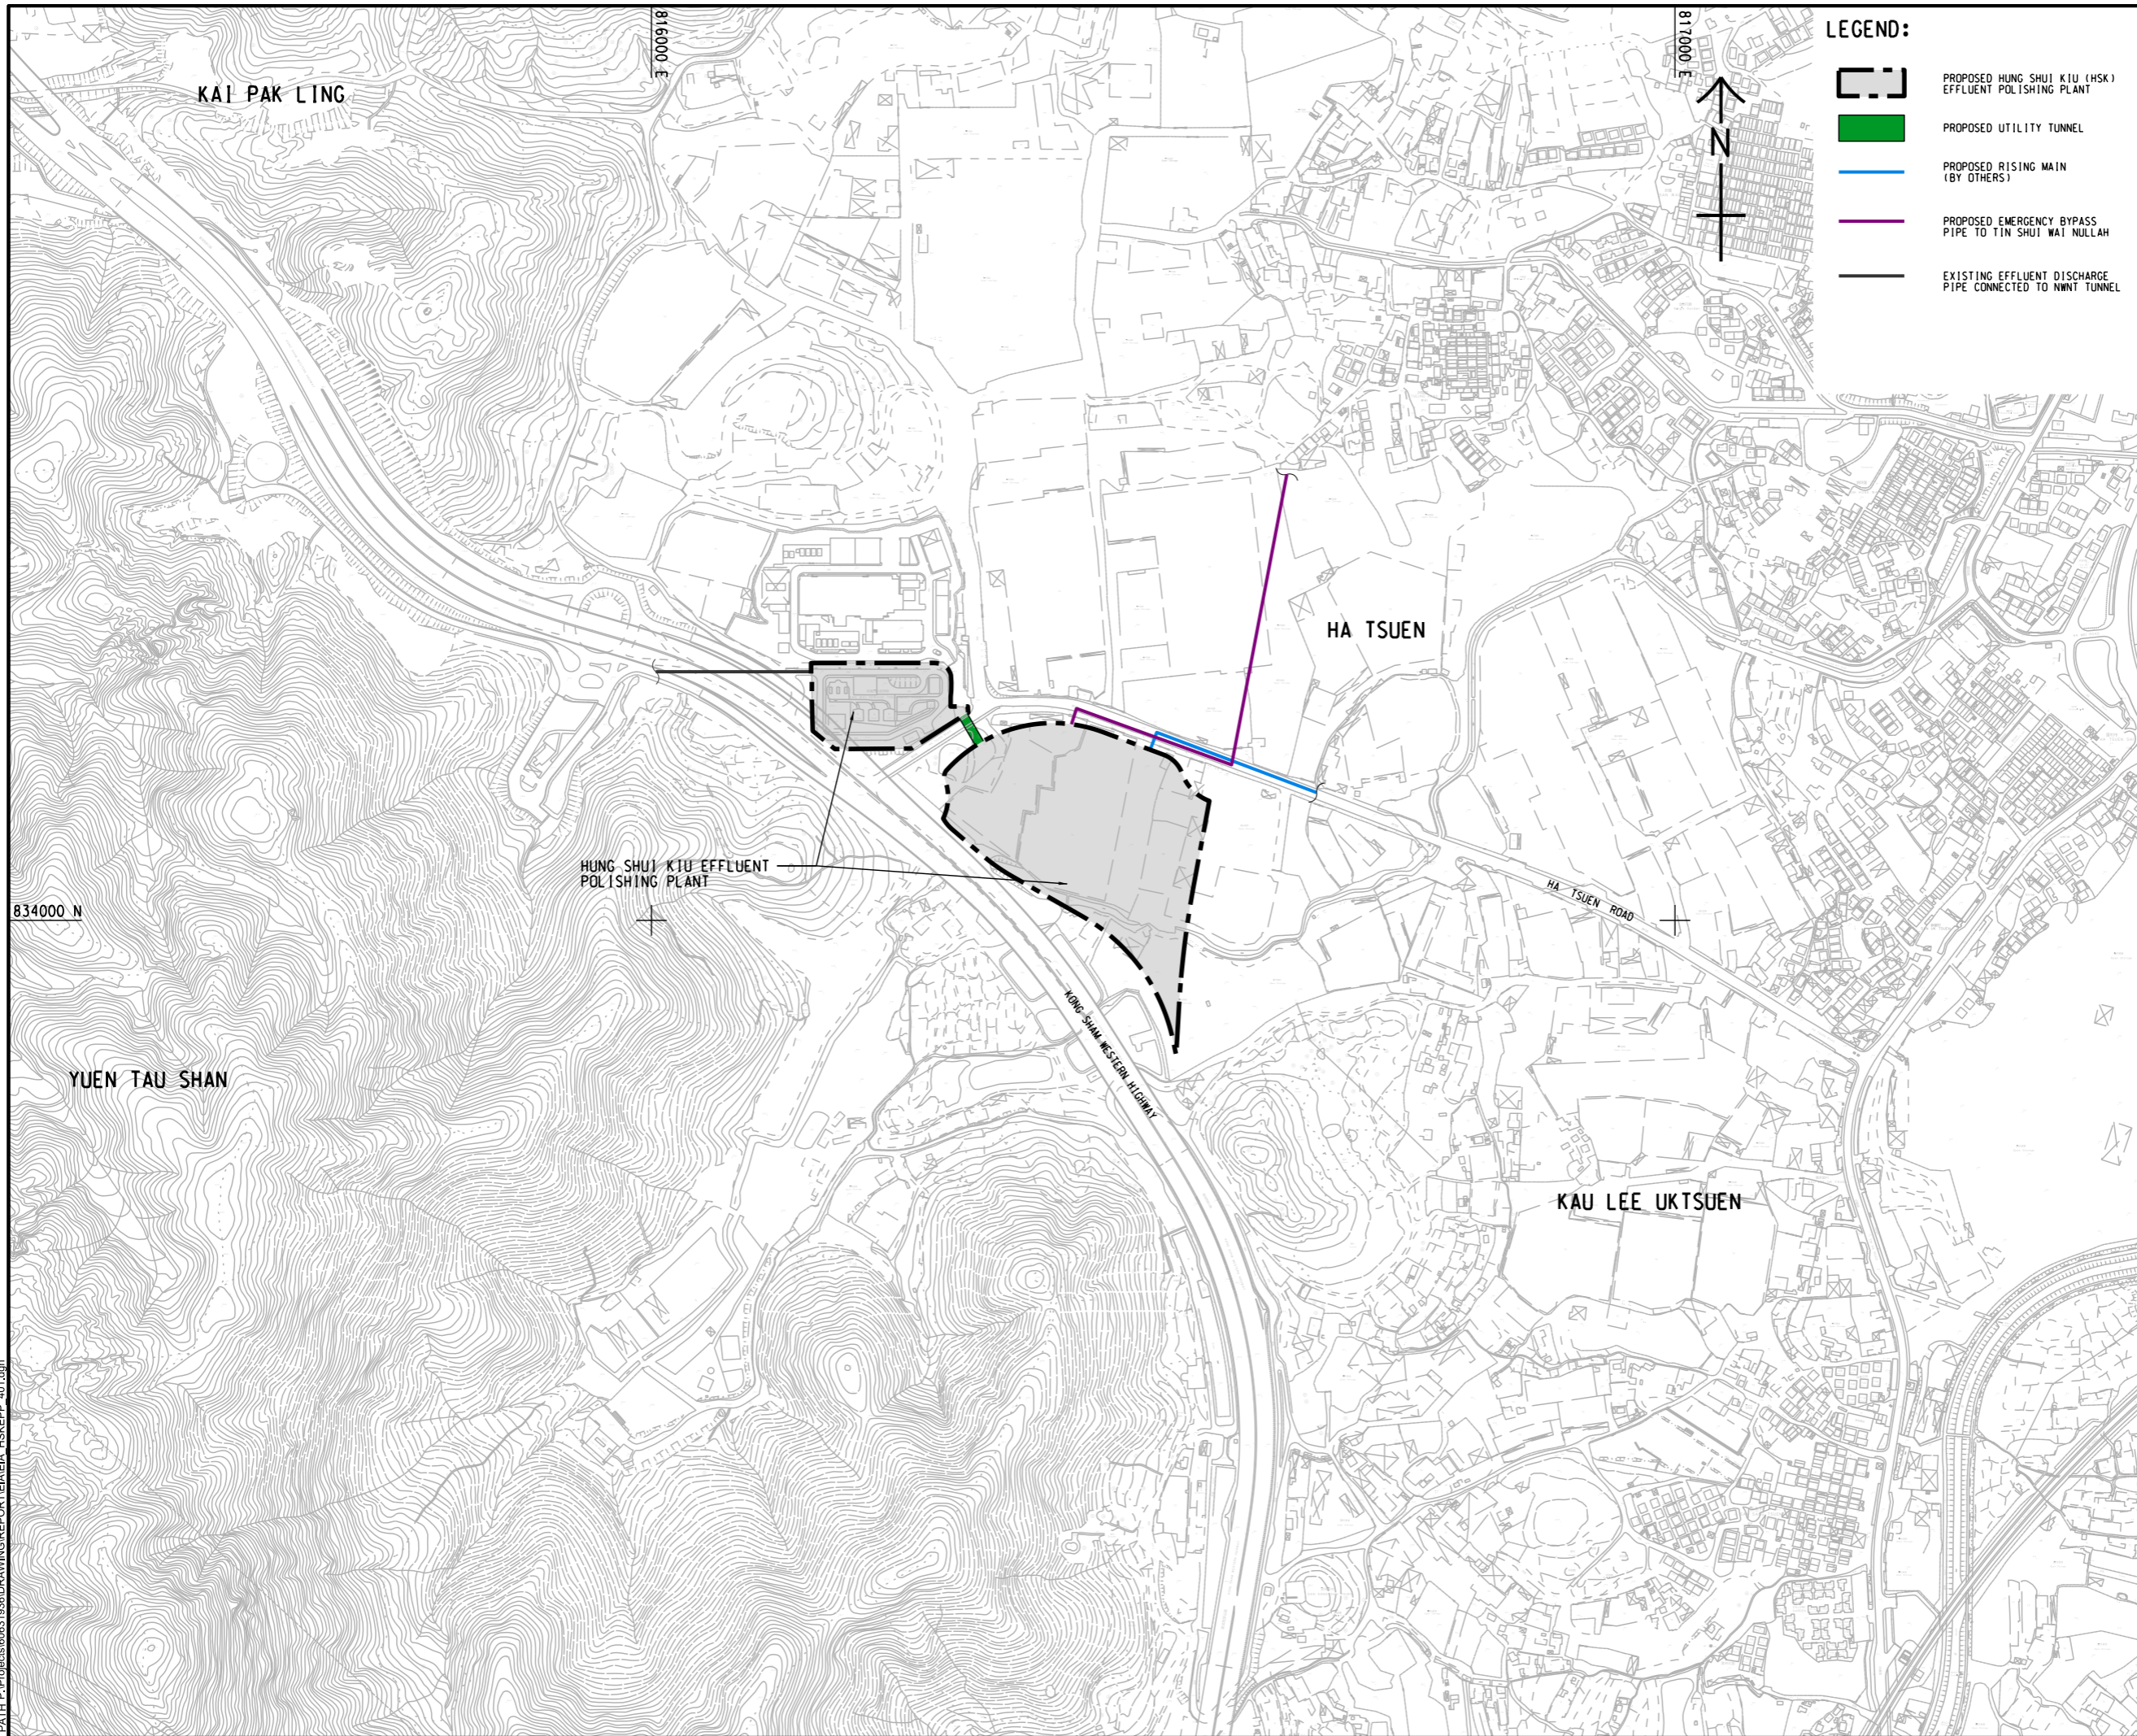 816000 E
817000 E
LEGEND:
PROPOSED HUNG SHUI KIU (HSK)
EFFLUENT POLISHING PLANT
PROPOSED UTILITY TUNNEL
PROPOSED RISING MAIN
(BY OTHERS)
PROPOSED EMERGENCY BYPASS
PIPE TO TIN SHUI WAI NULLAH
EXISTING EFFLUENT DISCHARGE
PIPE CONNECTED TO NWNT TUNNEL
N
KAI PAK LING
HA TSUEN
HUNG SHUI KIU EFFLUENT
POLISHING PLANT
HA TSUEN ROAD
834000 N
KONG SHAM WESTERN HIGHWAY
YUEN TAU SHAN
KAU LEE UKTSUEN